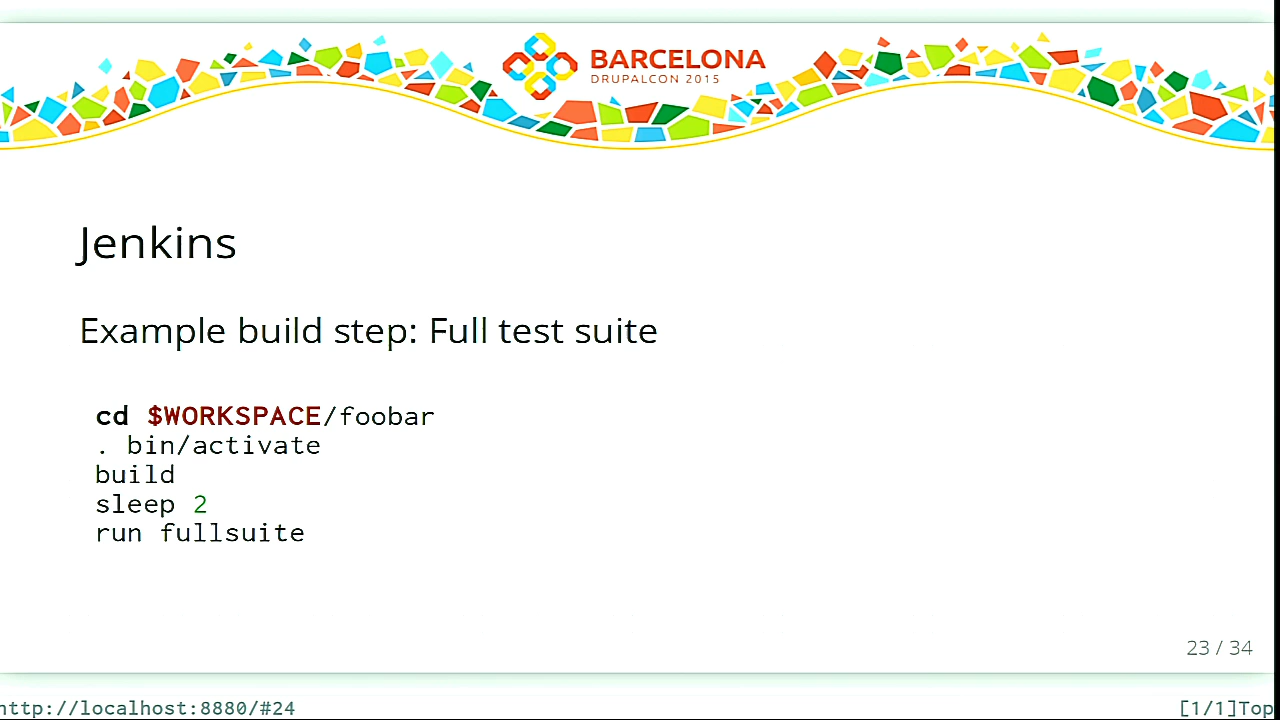 BARCELONA
DRUPALCON 2015
Jenkins
Example build step: Full test suite
cd $WORKSPACE/foobar
. bin/activate
build
sleep 2
run fullsuite
23 / 34
http://localhost:8880/#24
[1/1]Top